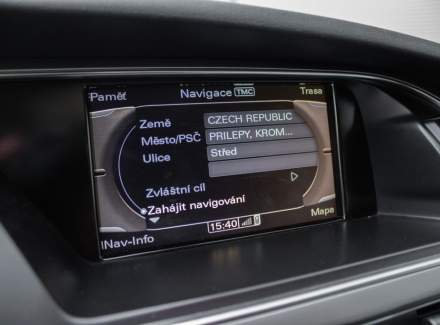 Paměť Navigace TMC Trasa
Země CZECH REPUBLIC
Město/PSČ PRILEPY, KROM...
Ulice Střed
Zvláštní cíl
Zahájit navigování
Nav-Info 15:40 Mapa